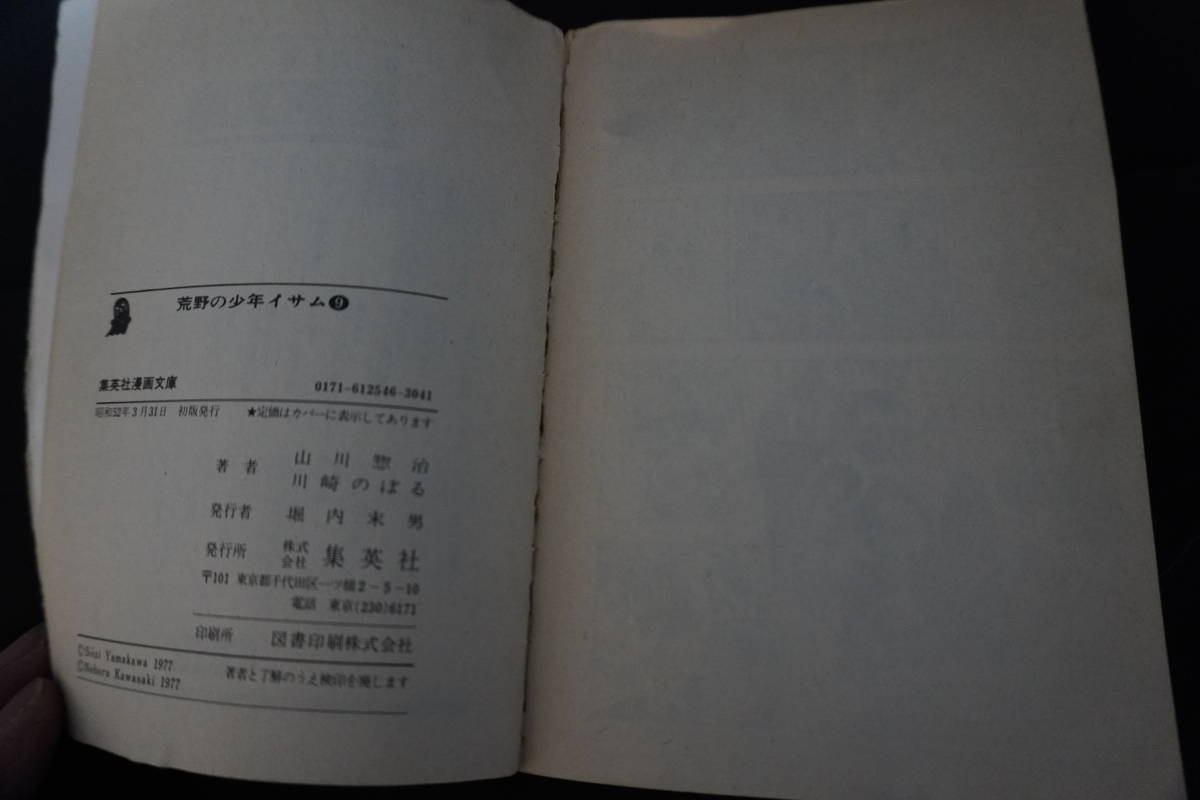 荒野の少年イサム❾
集英社漫画文庫 0171-612546-3041
昭和52年3月31日 初版発行 ★定価はカバーに表示してあります
著者 山川惣治
川崎のぼる
発行者 堀内末男
発行所 株式会社 集英社
〒101 東京都千代田区一ツ橋2-5-10
電話 東京(230)6171
印刷所 図書印刷株式会社
©Soizi Yamakawa 1977
©Noboru Kawasaki 1977
著者と了解のうえ検印を廃します